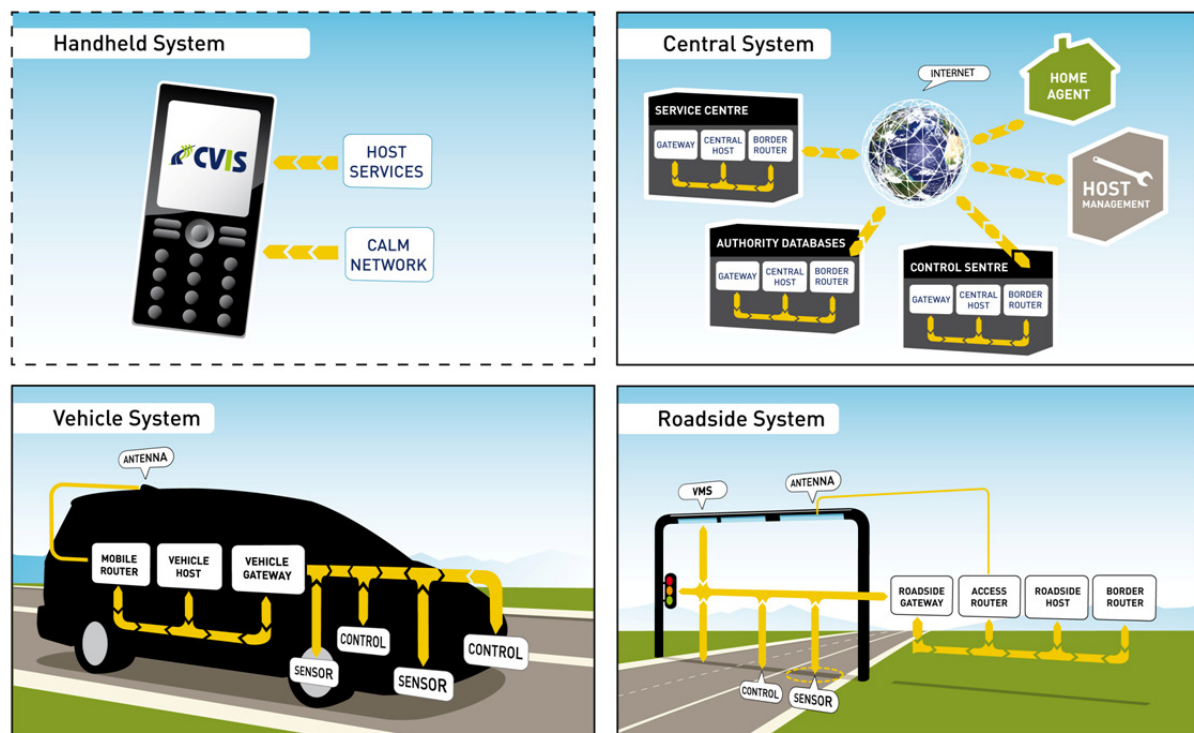 Handheld System
CVIS
HOST
SERVICES
CALM
NETWORK
Central System
INTERNET
HOME
AGENT
SERVICE CENTRE
GATEWAY
CENTRAL
HOST
BORDER
ROUTER
HOST
MANAGEMENT
AUTHORITY DATABASES
GATEWAY
CENTRAL
HOST
BORDER
ROUTER
CONTROL SENTRE
GATEWAY
CENTRAL
HOST
BORDER
ROUTER
Vehicle System
ANTENNA
MOBILE
ROUTER
VEHICLE
HOST
VEHICLE
GATEWAY
SENSOR
CONTROL
SENSOR
CONTROL
Roadside System
VMS
ANTENNA
ROADSIDE
GATEWAY
ACCESS
ROUTER
ROADSIDE
HOST
BORDER
ROUTER
CONTROL
SENSOR